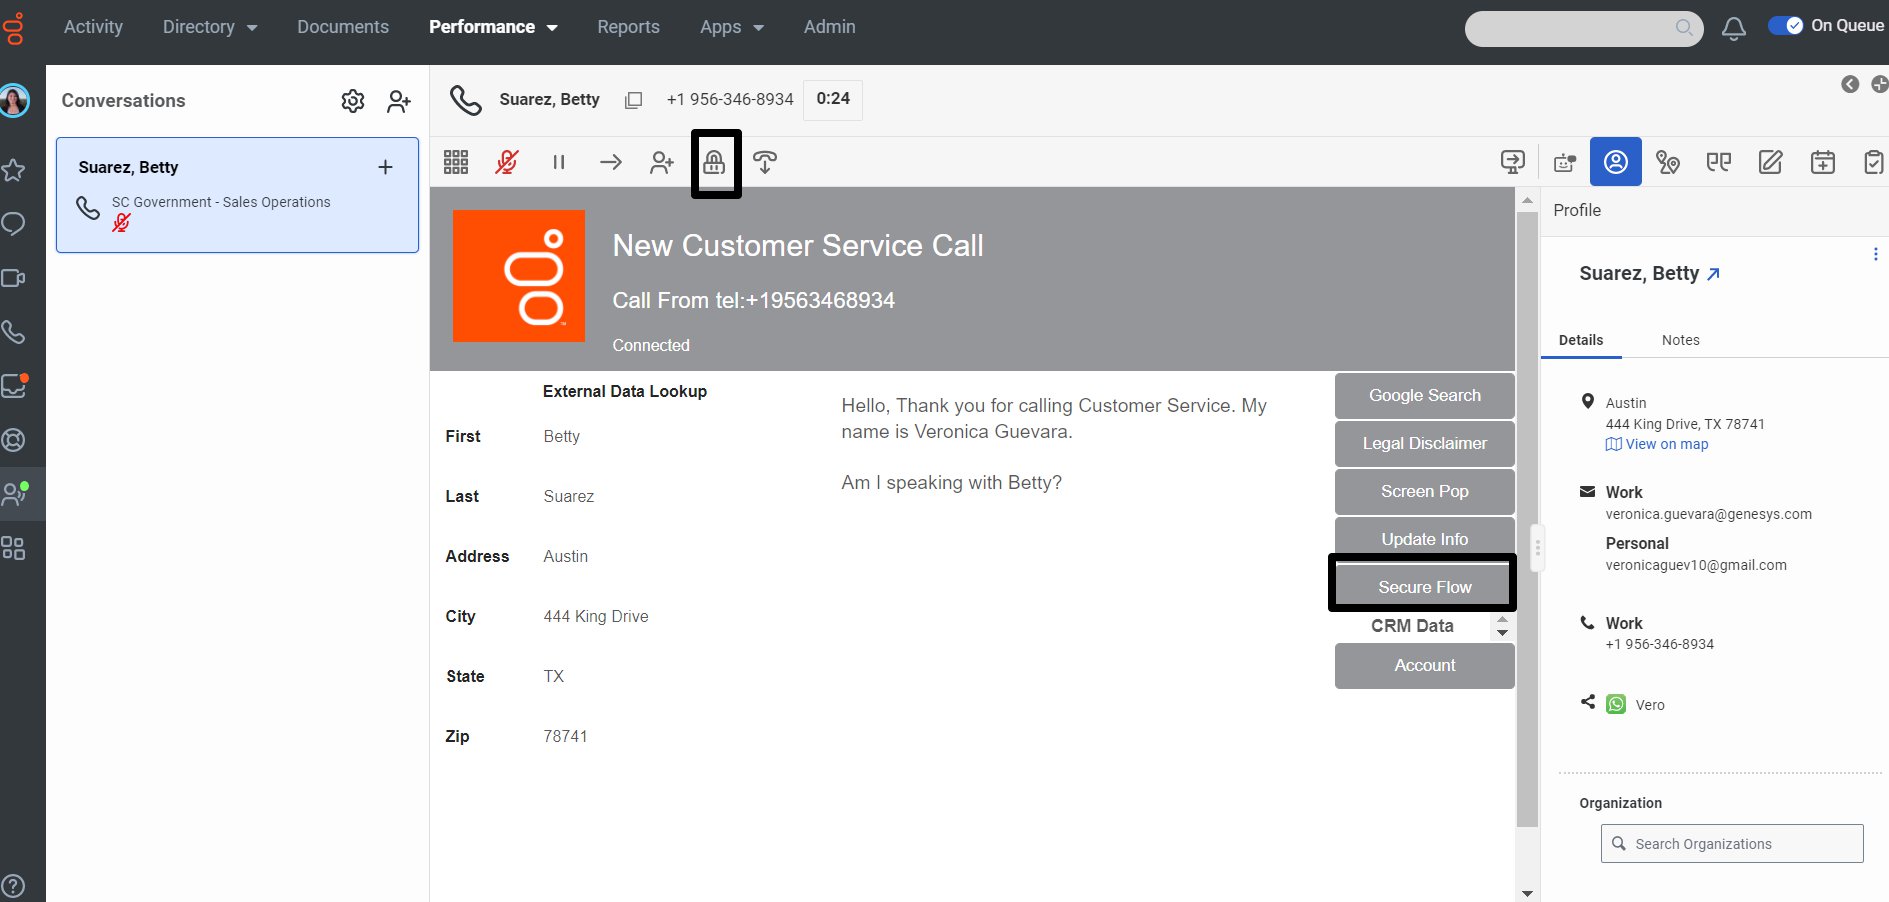 Activity
Directory
Documents
Performance
Reports
Apps
Admin
On Queue
Conversations
Suarez, Betty
SC Government - Sales Operations
Suarez, Betty
+1 956-346-8934
0:24
New Customer Service Call
Call From tel:+19563468934
Connected
External Data Lookup
First Betty
Last Suarez
Address Austin
City 444 King Drive
State TX
Zip 78741
Hello, Thank you for calling Customer Service. My
name is Veronica Guevara.
Am I speaking with Betty?
Google Search
Legal Disclaimer
Screen Pop
Update Info
Secure Flow
CRM Data
Account
Profile
Suarez, Betty
Details
Notes
Austin
444 King Drive, TX 78741
View on map
Work
veronica.guevara@genesys.com
Personal
veronicaguev10@gmail.com
Work
+1 956-346-8934
Vero
Organization
Search Organizations